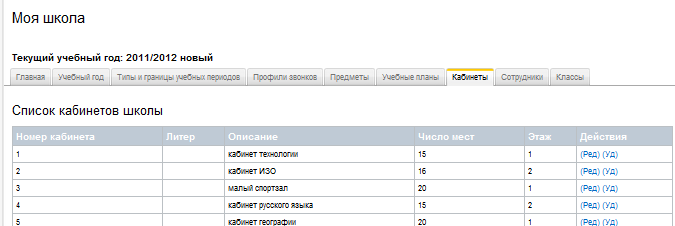 Моя школа
Текущий учебный год: 2011/2012 новый
Главная Учебный год Типы и границы учебных периодов Профили звонков Предметы Учебные планы Кабинеты Сотрудники Классы
Список кабинетов школы
Номер кабинета Литер Описание Число мест Этаж Действия
1 кабинет технологии 15 1 (Ред) (Уд)
2 кабинет ИЗО 16 2 (Ред) (Уд)
3 малый спортзал 20 1 (Ред) (Уд)
4 кабинет русского языка 15 2 (Ред) (Уд)
5 кабинет географии 20 1 (Ред) (Уд)